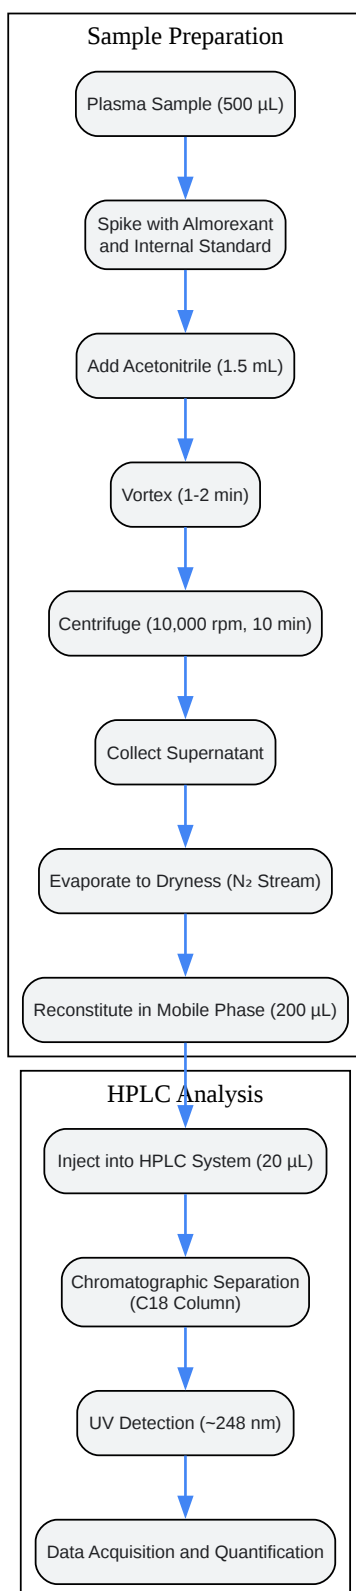 Sample Preparation
Plasma Sample (500 µL)
Spike with Almorexant
and Internal Standard
Add Acetonitrile (1.5 mL)
Vortex (1-2 min)
Centrifuge (10,000 rpm, 10 min)
Collect Supernatant
Evaporate to Dryness (N₂ Stream)
Reconstitute in Mobile Phase (200 µL)
HPLC Analysis
Inject into HPLC System (20 µL)
Chromatographic Separation
(C18 Column)
UV Detection (~248 nm)
Data Acquisition and Quantification